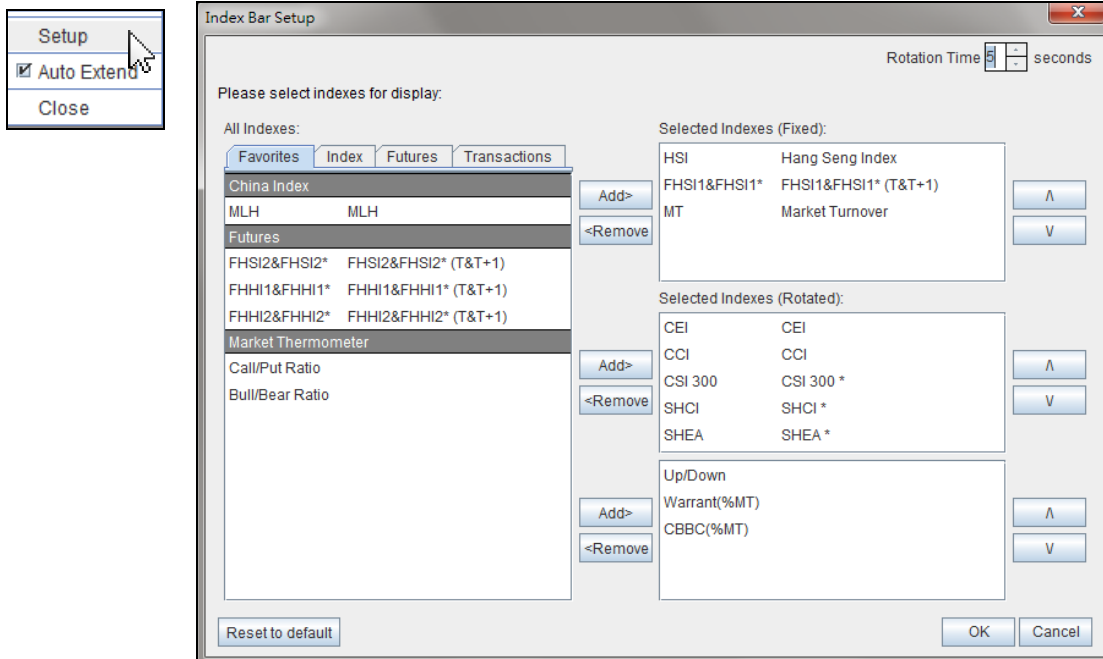 Setup
Auto Extend
Close
Index Bar Setup
Rotation Time 5 seconds
Please select indexes for display:
All Indexes:
Favorites Index Futures Transactions
China Index
MLH MLH
Futures
FHSI2&FHSI2* FHSI2&FHSI2* (T&T+1)
FHHI1&FHHI1* FHHI1&FHHI1* (T&T+1)
FHHI2&FHHI2* FHHI2&FHHI2* (T&T+1)
Market Thermometer
Call/Put Ratio
Bull/Bear Ratio
Add>
<Remove
Selected Indexes (Fixed):
HSI Hang Seng Index
FHSI1&FHSI1* FHSI1&FHSI1* (T&T+1)
MT Market Turnover
/\
\/
Add>
<Remove
Selected Indexes (Rotated):
CEI CEI
CCI CCI
CSI 300 CSI 300 *
SHCI SHCI *
SHEA SHEA *
/\
\/
Add>
<Remove
Up/Down
Warrant(%MT)
CBBC(%MT)
/\
\/
Reset to default
OK Cancel